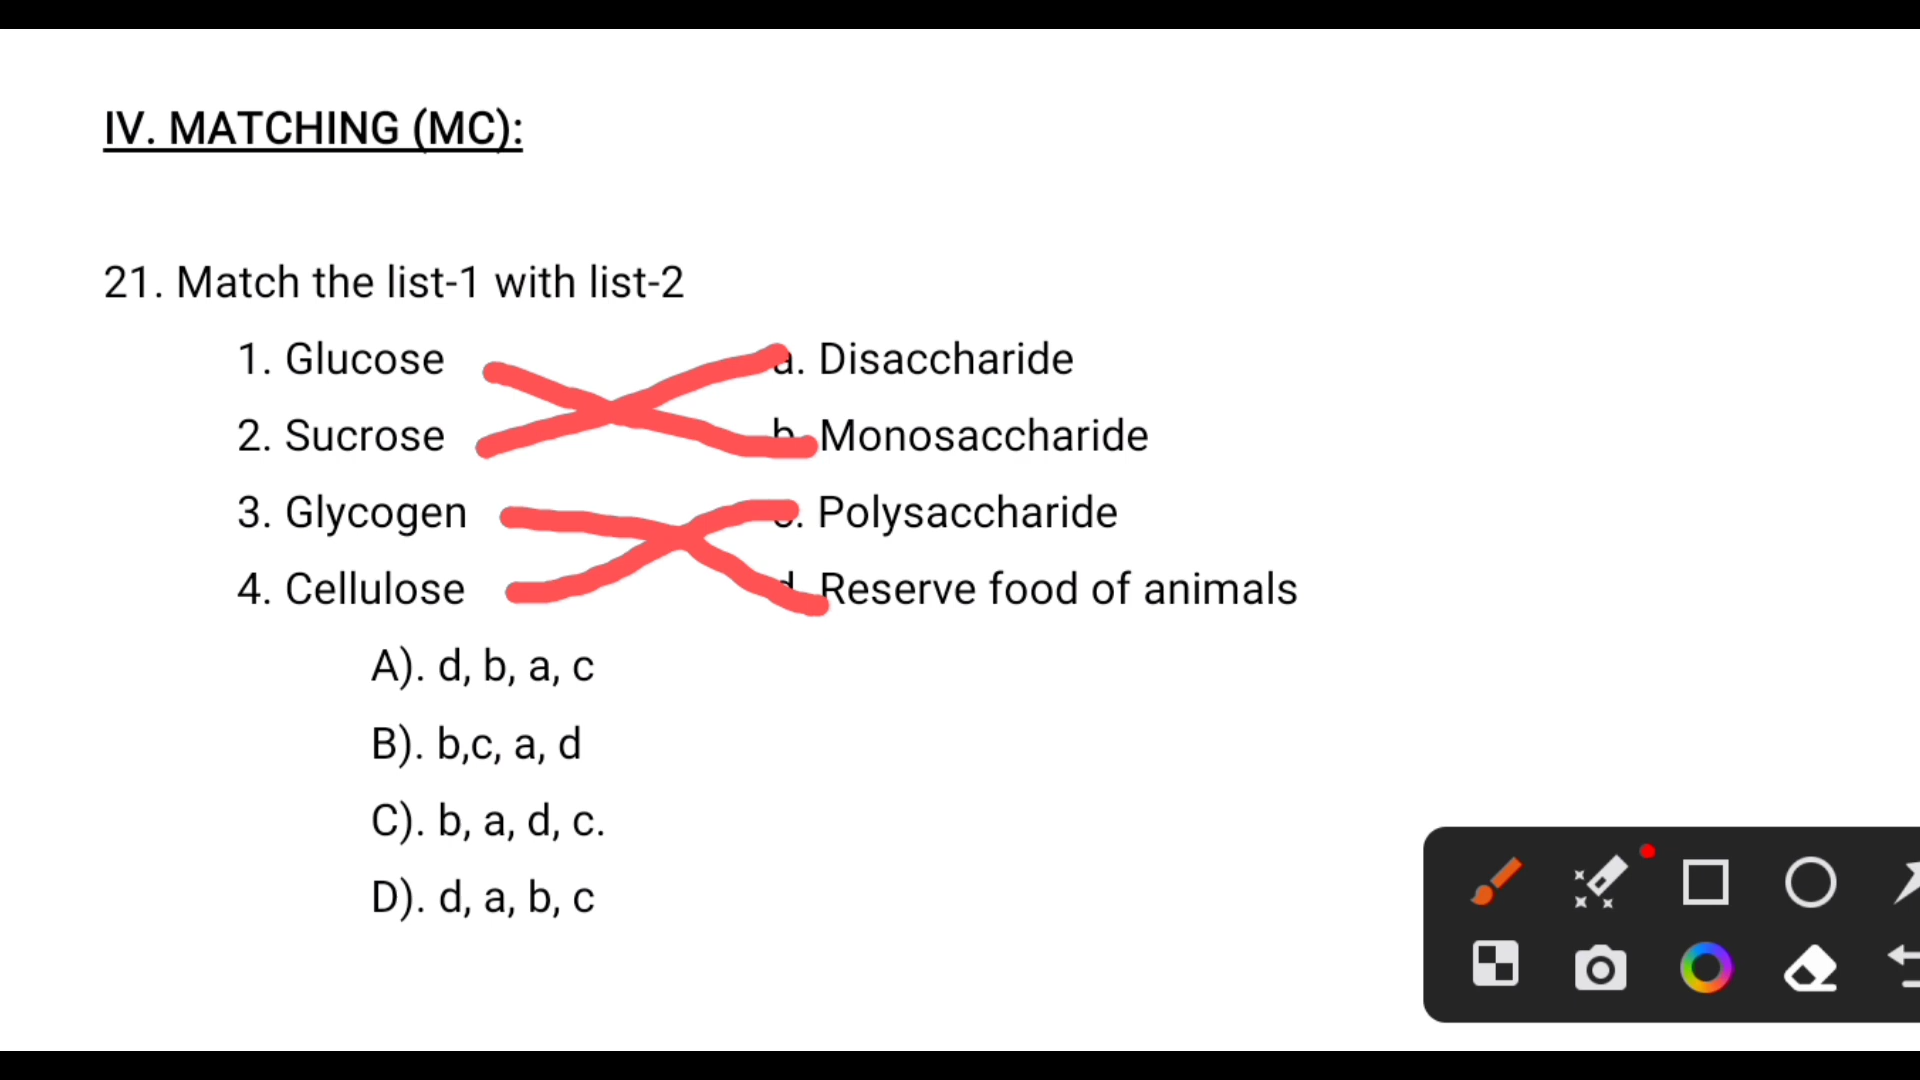 IV. MATCHING (MC):
21. Match the list-1 with list-2
1. Glucose a. Disaccharide
2. Sucrose b. Monosaccharide
3. Glycogen c. Polysaccharide
4. Cellulose d. Reserve food of animals
A). d, b, a, c
B). b,c, a, d
C). b, a, d, c.
D). d, a, b, c